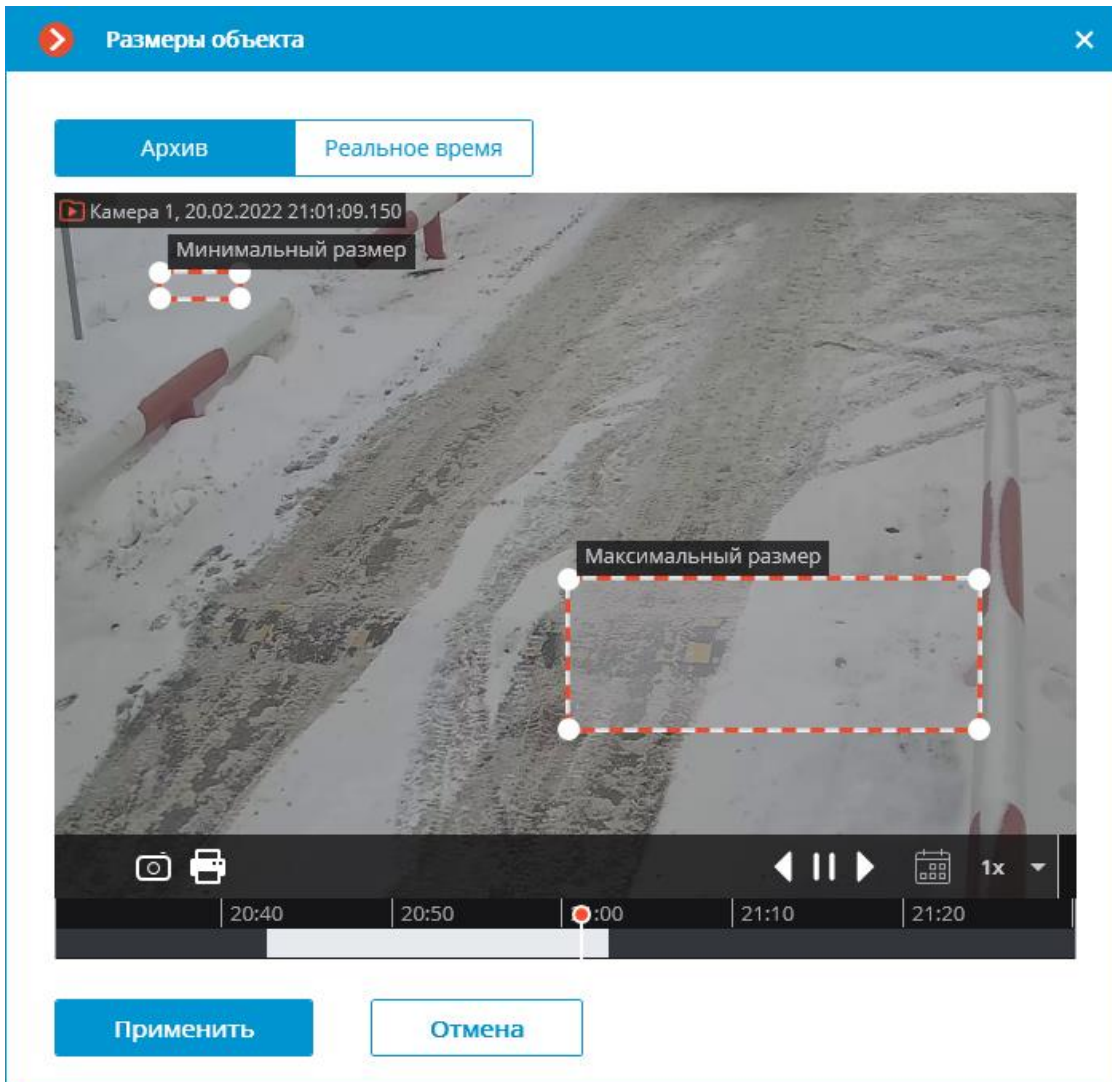 Размеры объекта
Архив
Реальное время
Камера 1, 20.02.2022 21:01:09.150
Минимальный размер
Максимальный размер
1x
20:40
20:50
:00
21:10
21:20
Применить
Отмена